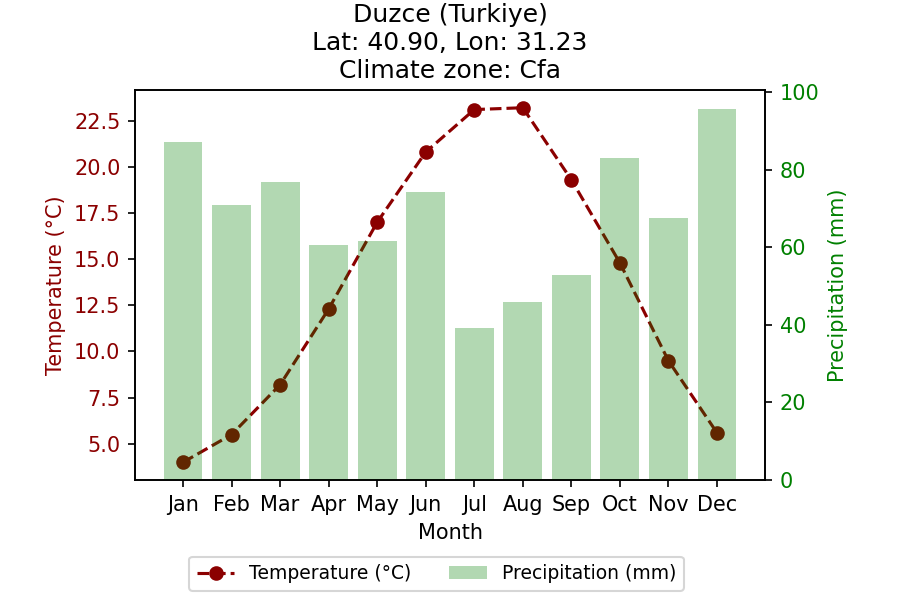 Duzce (Turkiye)
Lat: 40.90, Lon: 31.23
Climate zone: Cfa
Temperature (°C)
22.5
20.0
17.5
15.0
12.5
10.0
7.5
5.0
Precipitation (mm)
100
80
60
40
20
0
Jan Feb Mar Apr May Jun Jul Aug Sep Oct Nov Dec
Month
Temperature (°C) Precipitation (mm)